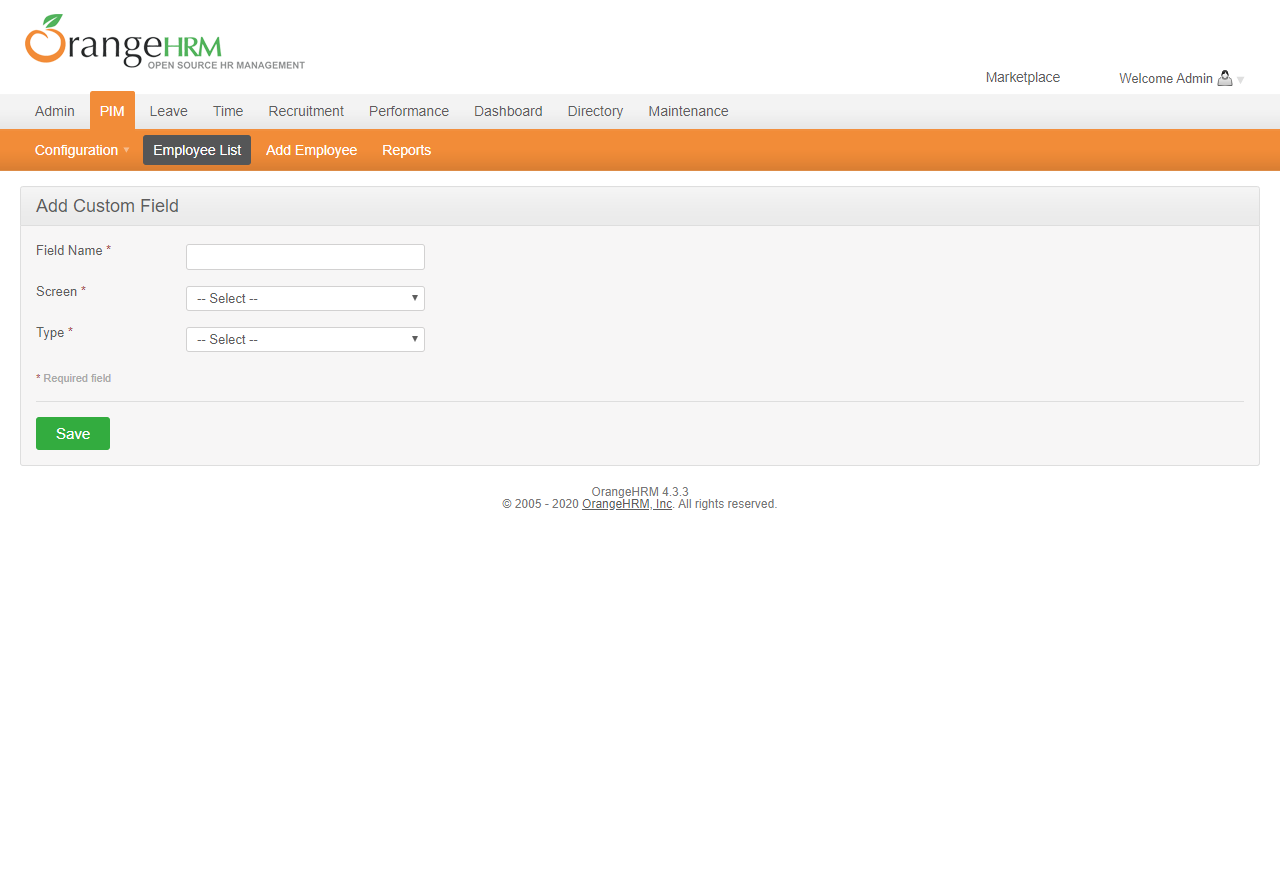 OrangeHRM
OPEN SOURCE HR MANAGEMENT
Marketplace Welcome Admin
Admin PIM Leave Time Recruitment Performance Dashboard Directory Maintenance
Configuration Employee List Add Employee Reports
Add Custom Field
Field Name *
Screen * -- Select --
Type * -- Select --
* Required field
Save
OrangeHRM 4.3.3
© 2005 - 2020 OrangeHRM, Inc. All rights reserved.